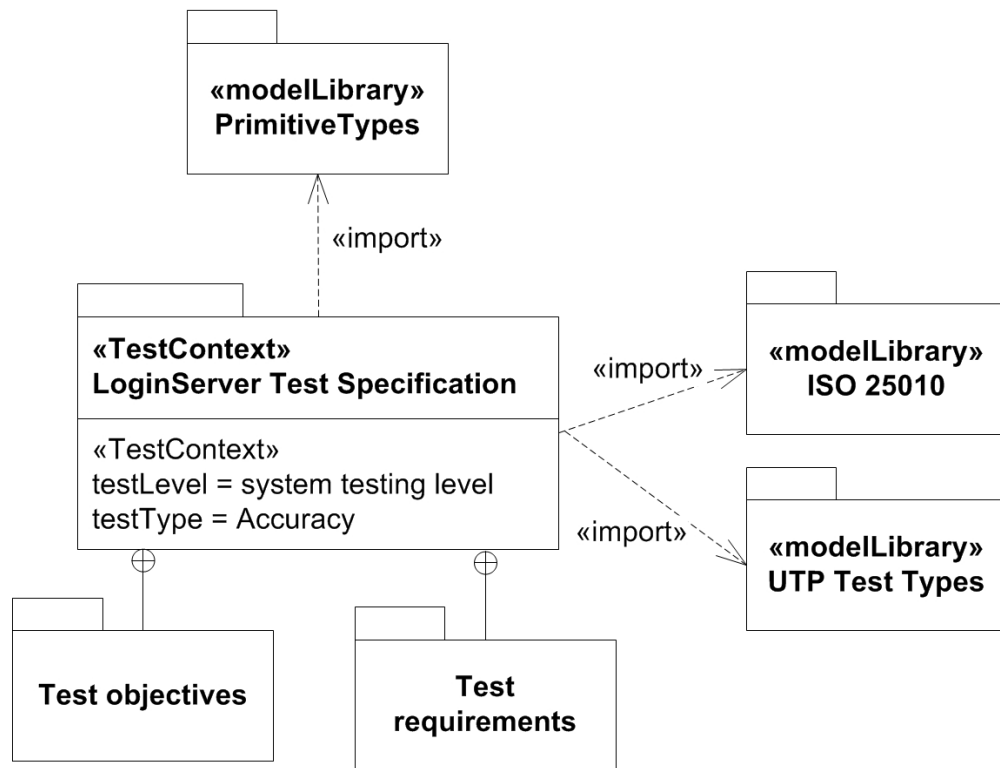 «modelLibrary»
PrimitiveTypes
«import»
«TestContext»
LoginServer Test Specification
«TestContext»
testLevel = system testing level
testType = Accuracy
«import»
«modelLibrary»
ISO 25010
«import»
«modelLibrary»
UTP Test Types
Test objectives
Test
requirements